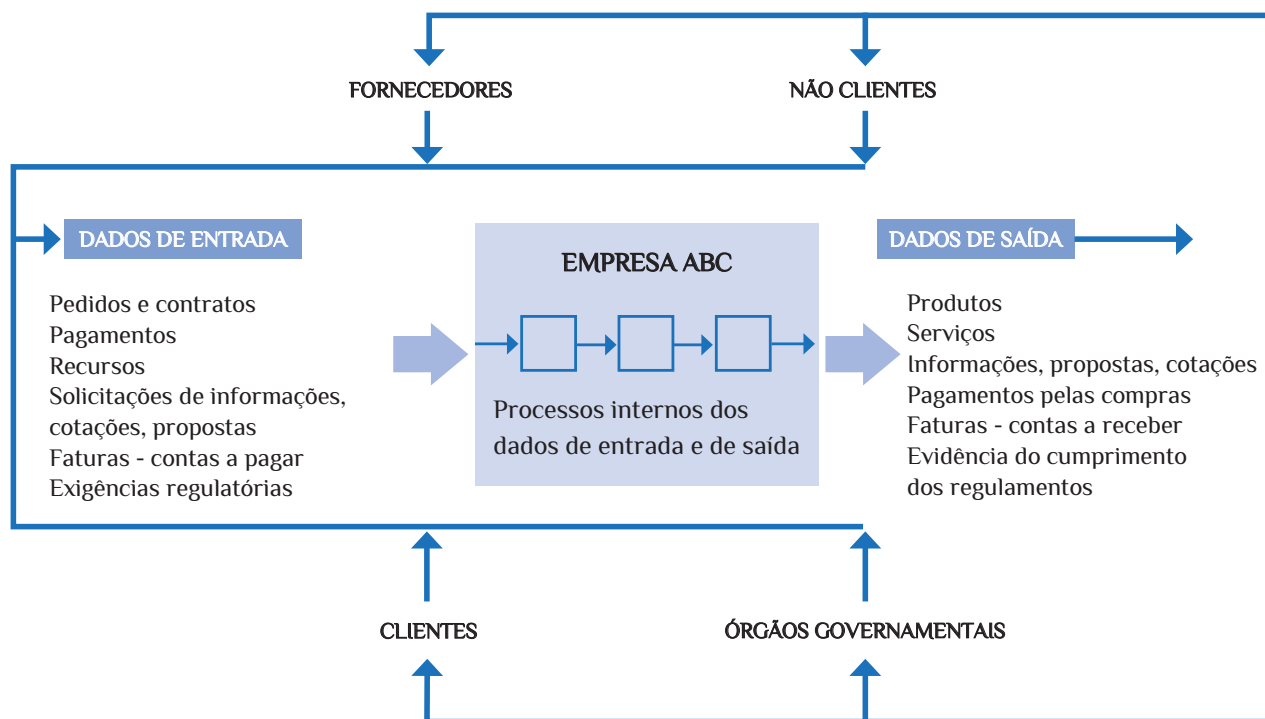 FORNECEDORES
NÃO CLIENTES
DADOS DE ENTRADA
Pedidos e contratos
Pagamentos
Recursos
Solicitações de informações,
cotações, propostas
Faturas - contas a pagar
Exigências regulatórias
EMPRESA ABC
Processos internos dos
dados de entrada e de saída
DADOS DE SAÍDA
Produtos
Serviços
Informações, propostas, cotações
Pagamentos pelas compras
Faturas - contas a receber
Evidência do cumprimento
dos regulamentos
CLIENTES
ÓRGÃOS GOVERNAMENTAIS